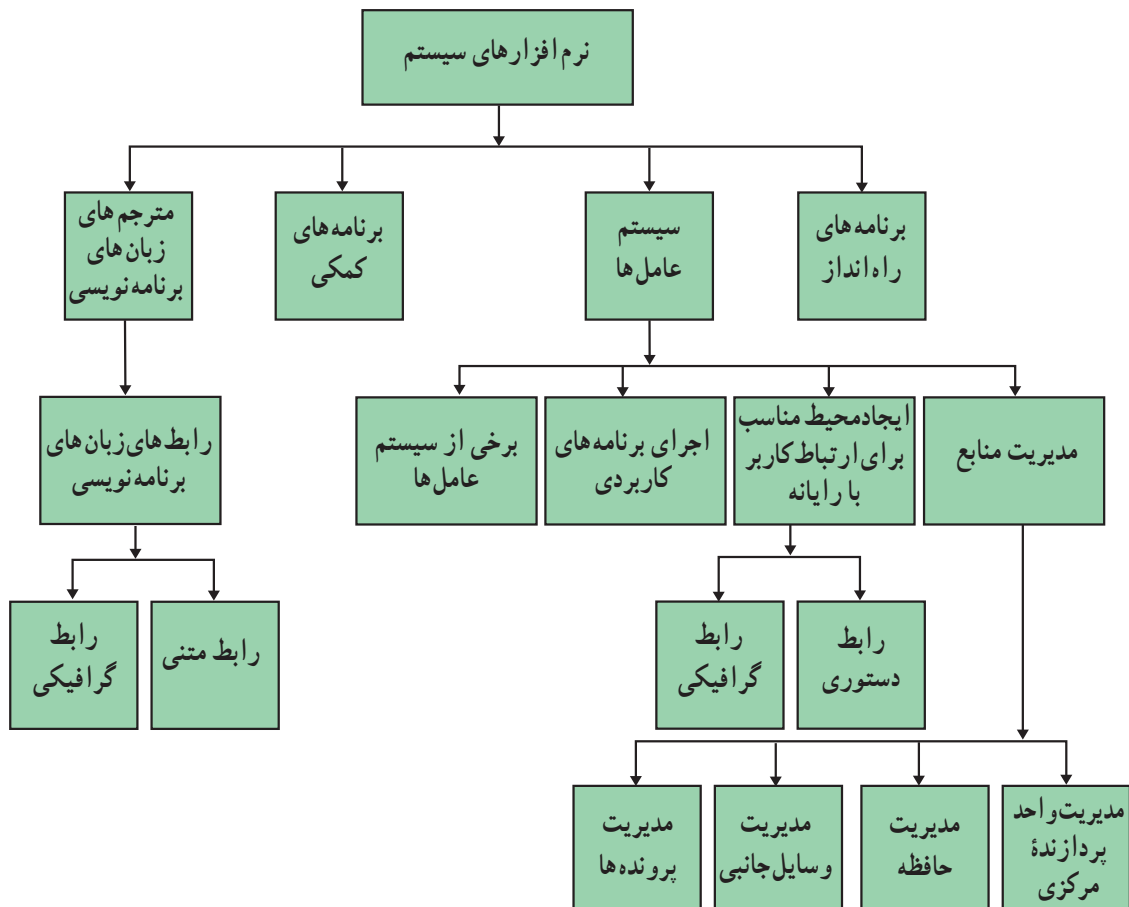 نرم افزارهای سیستم
برنامه‌های
راه‌انداز
سیستم
عامل‌ها
برنامه‌های
کمکی
مترجم‌های
زبان‌های
برنامه‌نویسی
مدیریت منابع
ایجاد محیط مناسب
برای ارتباط کاربر
با رایانه
اجرای برنامه‌های
کاربردی
برخی از سیستم
عامل‌ها
رابط‌های زبان‌های
برنامه‌نویسی
رابط
دستوری
رابط
گرافیکی
رابط متنی
رابط
گرافیکی
مدیریت واحد
پردازندهٔ
مرکزی
مدیریت
حافظه
مدیریت
وسایل جانبی
مدیریت
پرونده‌ها